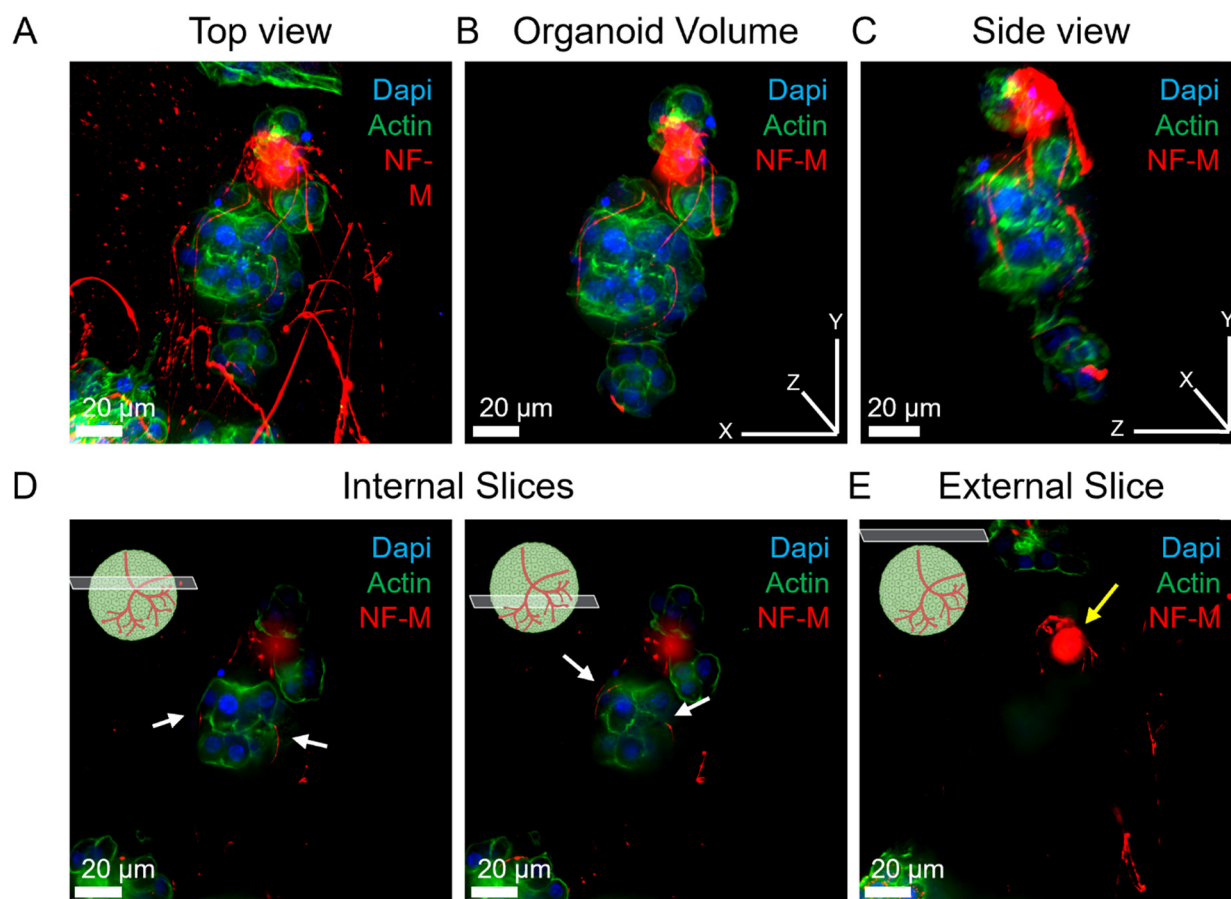 A
Top view
Dapi
Actin
NF-
M
20 µm
B
Organoid Volume
Dapi
Actin
NF-M
20 µm
Y
Z
X
C
Side view
Dapi
Actin
NF-M
20 µm
Y
X
Z
D
Internal Slices
Dapi
Actin
NF-M
20 µm
Dapi
Actin
NF-M
20 µm
E
External Slice
Dapi
Actin
NF-M
20 µm